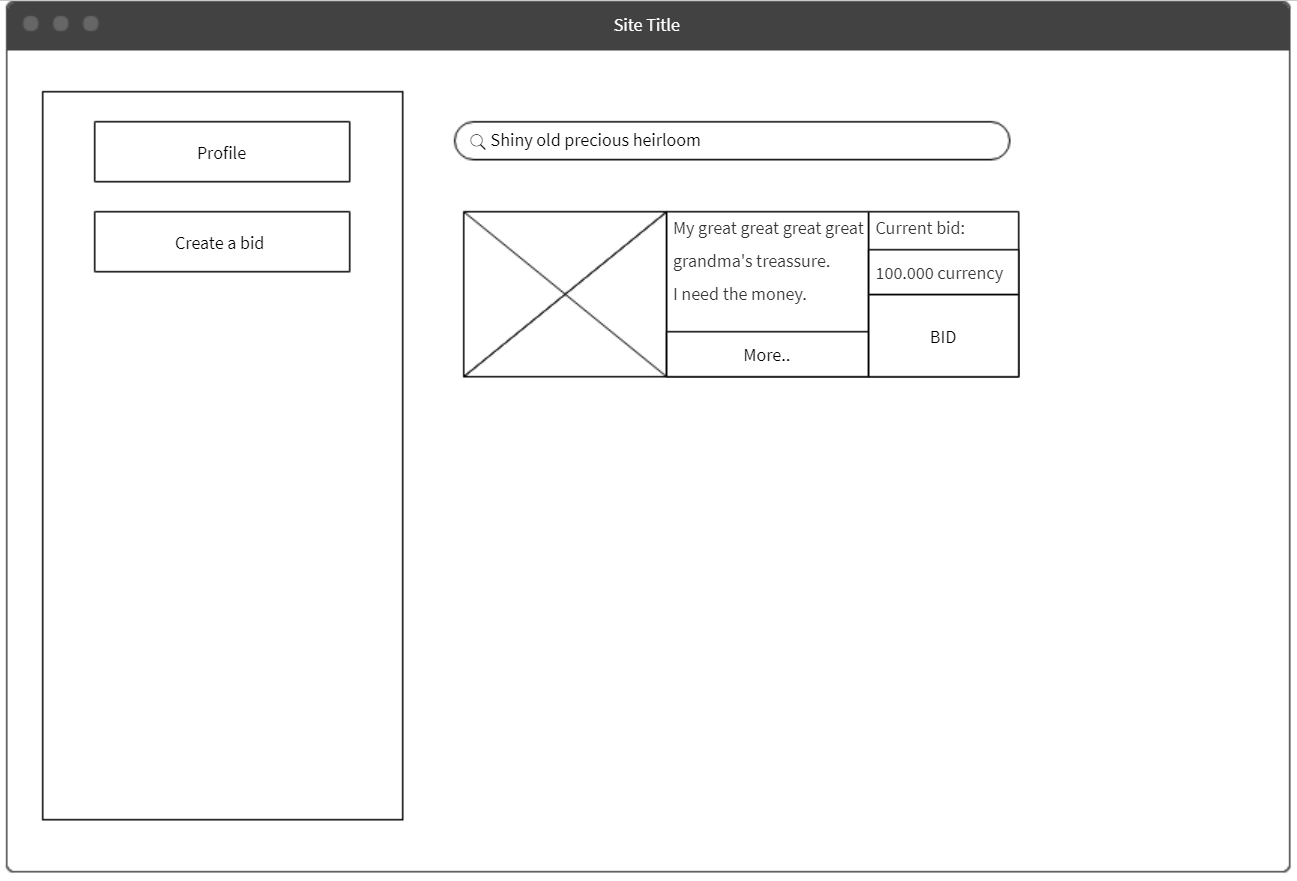 Site Title
Profile
Create a bid
Shiny old precious heirloom
My great great great great
grandma's treassure.
I need the money.
More..
Current bid:
100.000 currency
BID